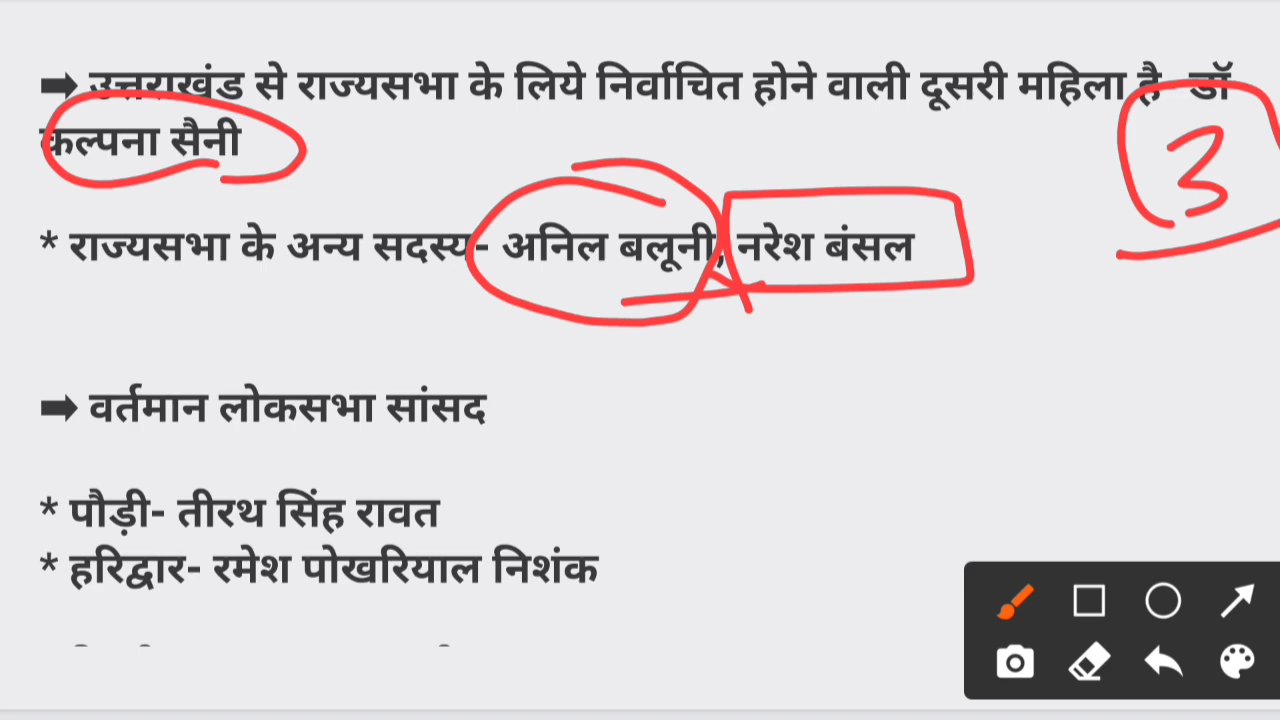 ➡ उत्तराखंड से राज्यसभा के लिये निर्वाचित होने वाली दूसरी महिला है- डॉ
कल्पना सैनी
3
* राज्यसभा के अन्य सदस्य- अनिल बलूनी, नरेश बंसल
➡ वर्तमान लोकसभा सांसद
* पौड़ी- तीरथ सिंह रावत
* हरिद्वार- रमेश पोखरियाल निशंक